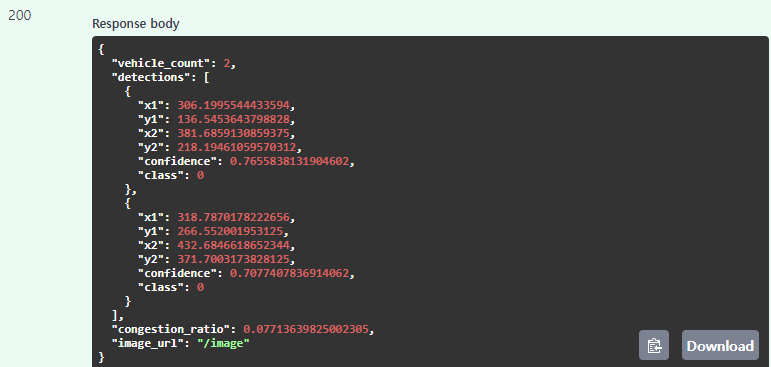 200
Response body
{
  "vehicle_count": 2,
  "detections": [
    {
      "x1": 306.1995544433594,
      "y1": 136.5453643798828,
      "x2": 381.6859130859375,
      "y2": 218.19461059570312,
      "confidence": 0.7655838131904602,
      "class": 0
    },
    {
      "x1": 318.7870178222656,
      "y1": 266.552001953125,
      "x2": 432.6846618652344,
      "y2": 371.7003173828125,
      "confidence": 0.7077407836914062,
      "class": 0
    }
  ],
  "congestion_ratio": 0.07713639825002305,
  "image_url": "/image"
}
Download